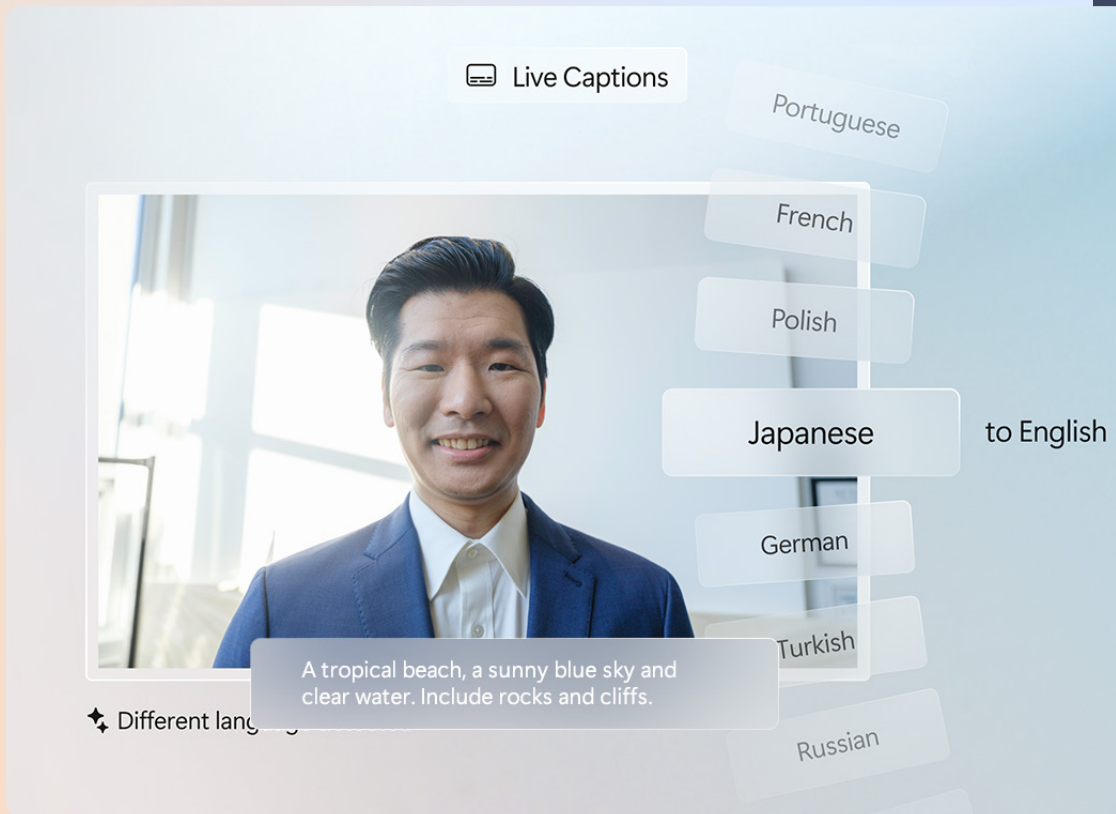 Live Captions
Portuguese
French
Polish
Japanese
to English
German
Turkish
A tropical beach, a sunny blue sky and
clear water. Include rocks and cliffs.
Different
Russian